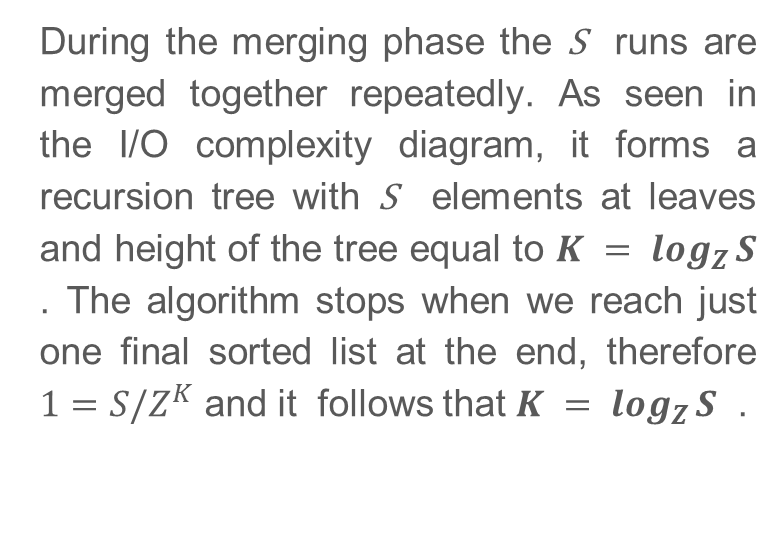 During the merging phase the S runs are
merged together repeatedly. As seen in
the I/O complexity diagram, it forms a
recursion tree with S elements at leaves
and height of the tree equal to K = log_Z S
. The algorithm stops when we reach just
one final sorted list at the end, therefore
1 = S/Z^K and it follows that K = log_Z S .